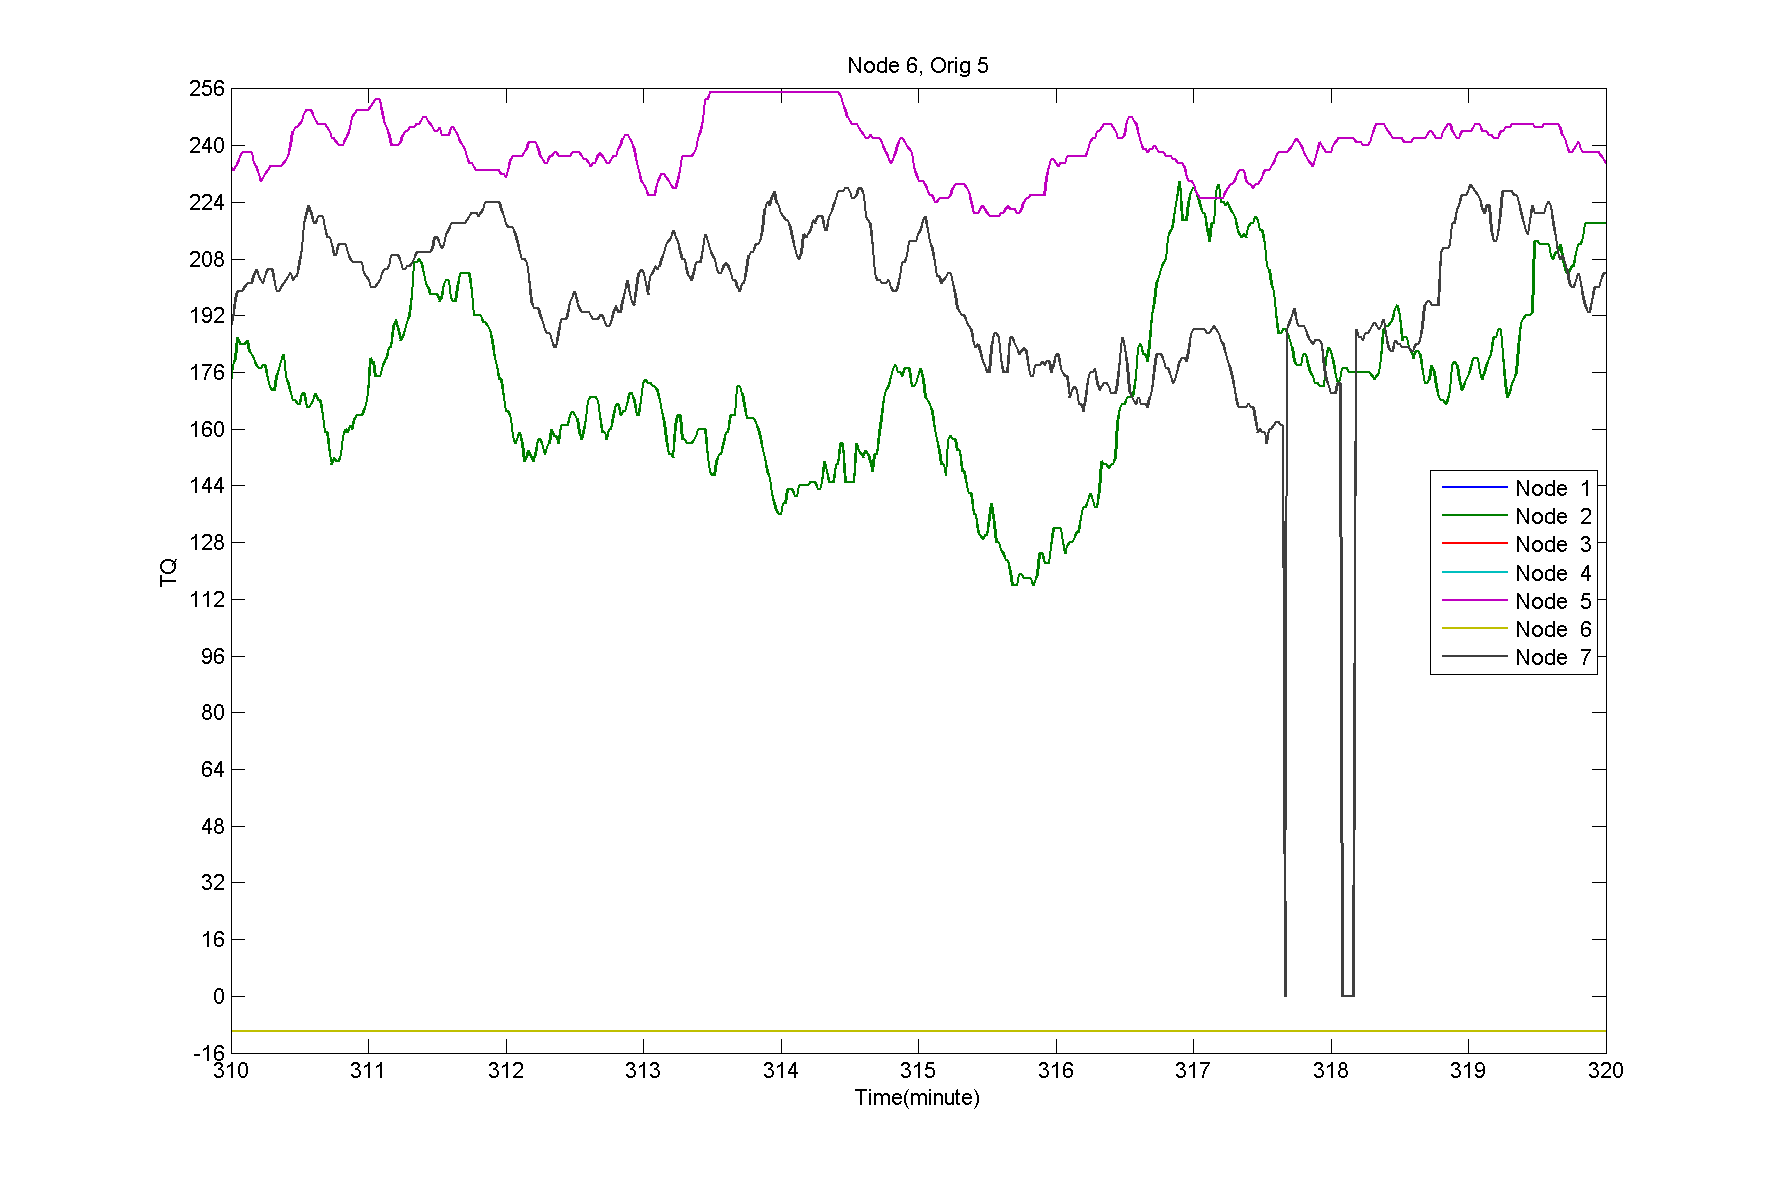 Node 6, Orig 5
256
240
224
208
192
176
160
144
128
112
96
80
64
48
32
16
0
-16
TQ
Node 1
Node 2
Node 3
Node 4
Node 5
Node 6
Node 7
310 311 312 313 314 315 316 317 318 319 320
Time(minute)